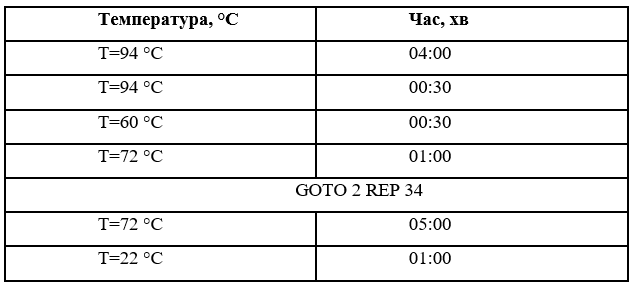 Температура, °С Час, хв
Т=94 °С 04:00
Т=94 °С 00:30
Т=60 °С 00:30
Т=72 °С 01:00
GOTO 2 REP 34
Т=72 °С 05:00
Т=22 °С 01:00